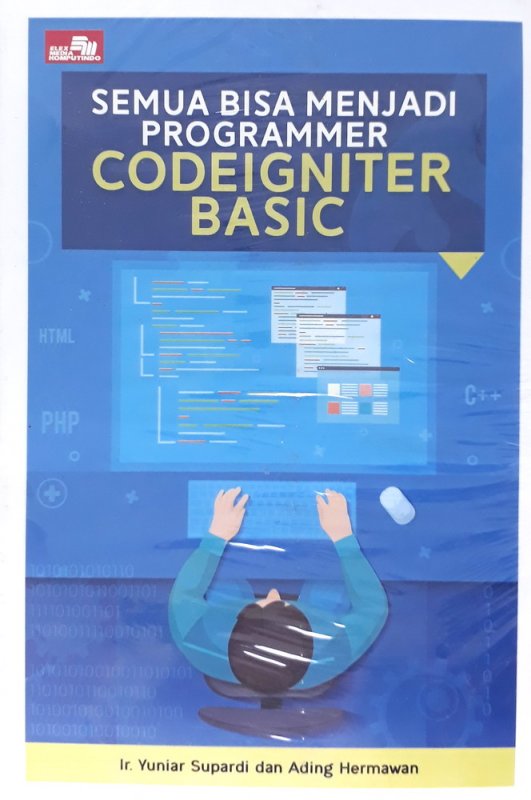 ELEX
MEDIA
KOMPUTINDO
SEMUA BISA MENJADI
PROGRAMMER
CODEIGNITER
BASIC
HTML
C++
PHP
Ir. Yuniar Supardi dan Ading Hermawan